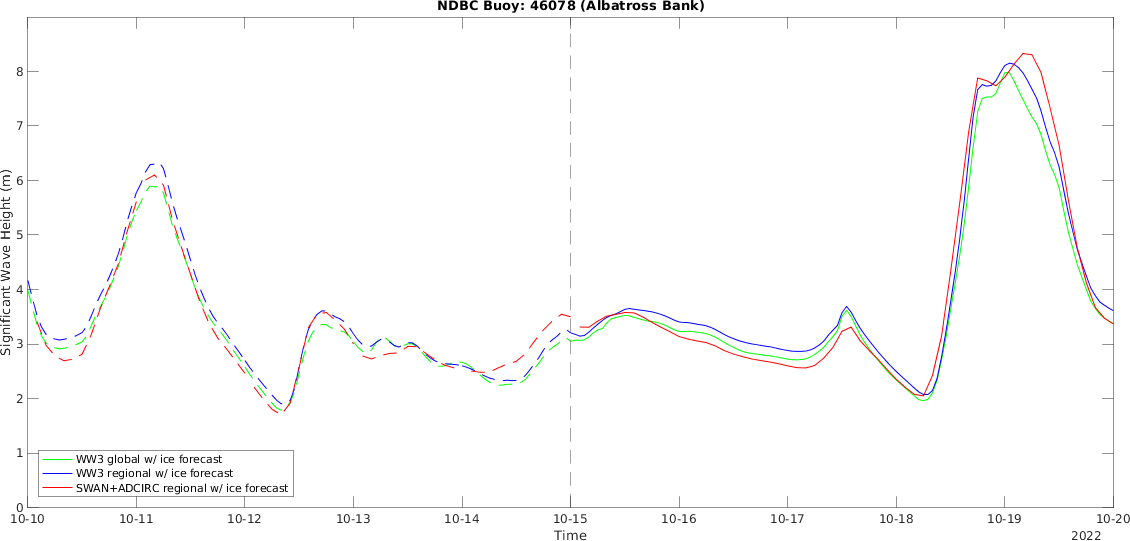 NDBC Buoy: 46078 (Albatross Bank)
Significant Wave Height (m)
8
7
6
5
4
3
2
1
0
WW3 global w/ ice forecast
WW3 regional w/ ice forecast
SWAN+ADCIRC regional w/ ice forecast
10-10 10-11 10-12 10-13 10-14 10-15 10-16 10-17 10-18 10-19 10-20
Time
2022